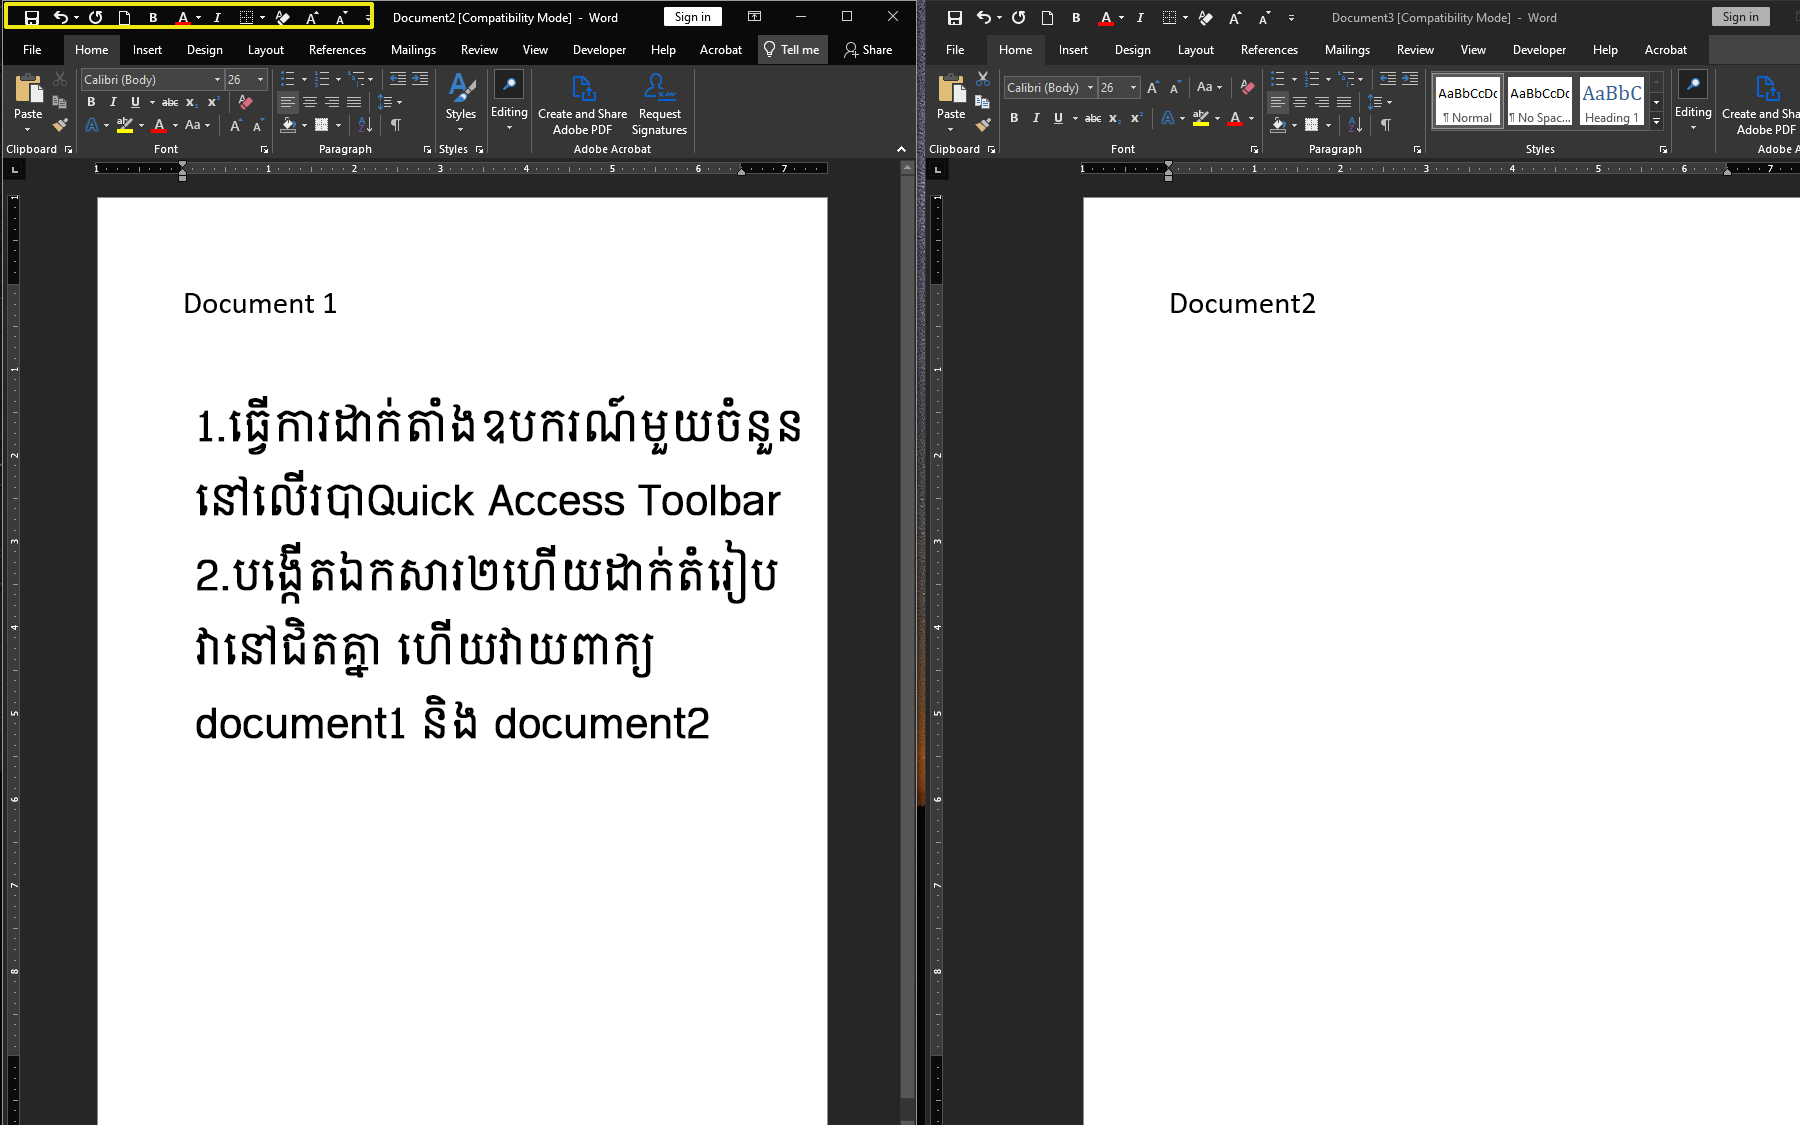 Document2 [Compatibility Mode] - Word
Sign in
File Home Insert Design Layout References Mailings Review View Developer Help Acrobat Tell me Share
Calibri (Body) 26
Paste
Styles
Editing
Create and Share Adobe PDF
Request Signatures
Clipboard Font Paragraph Styles Adobe Acrobat
Document 1
1.ធ្វើការដាក់តាំងឧបករណ៍មួយចំនួន
នៅលើរបាQuick Access Toolbar
2.បង្កើតឯកសារ២ហើយដាក់តំរៀប
វានៅជិតគ្នា ហើយវាយពាក្យ
document1 និង document2
Document3 [Compatibility Mode] - Word
Sign in
File Home Insert Design Layout References Mailings Review View Developer Help Acrobat
Calibri (Body) 26
Paste
AaBbCcDc AaBbCcDc AaBbC
¶ Normal ¶ No Spac... Heading 1
Editing
Create and Sha
Adobe PDF
Clipboard Font Paragraph Styles Adobe A
Document2